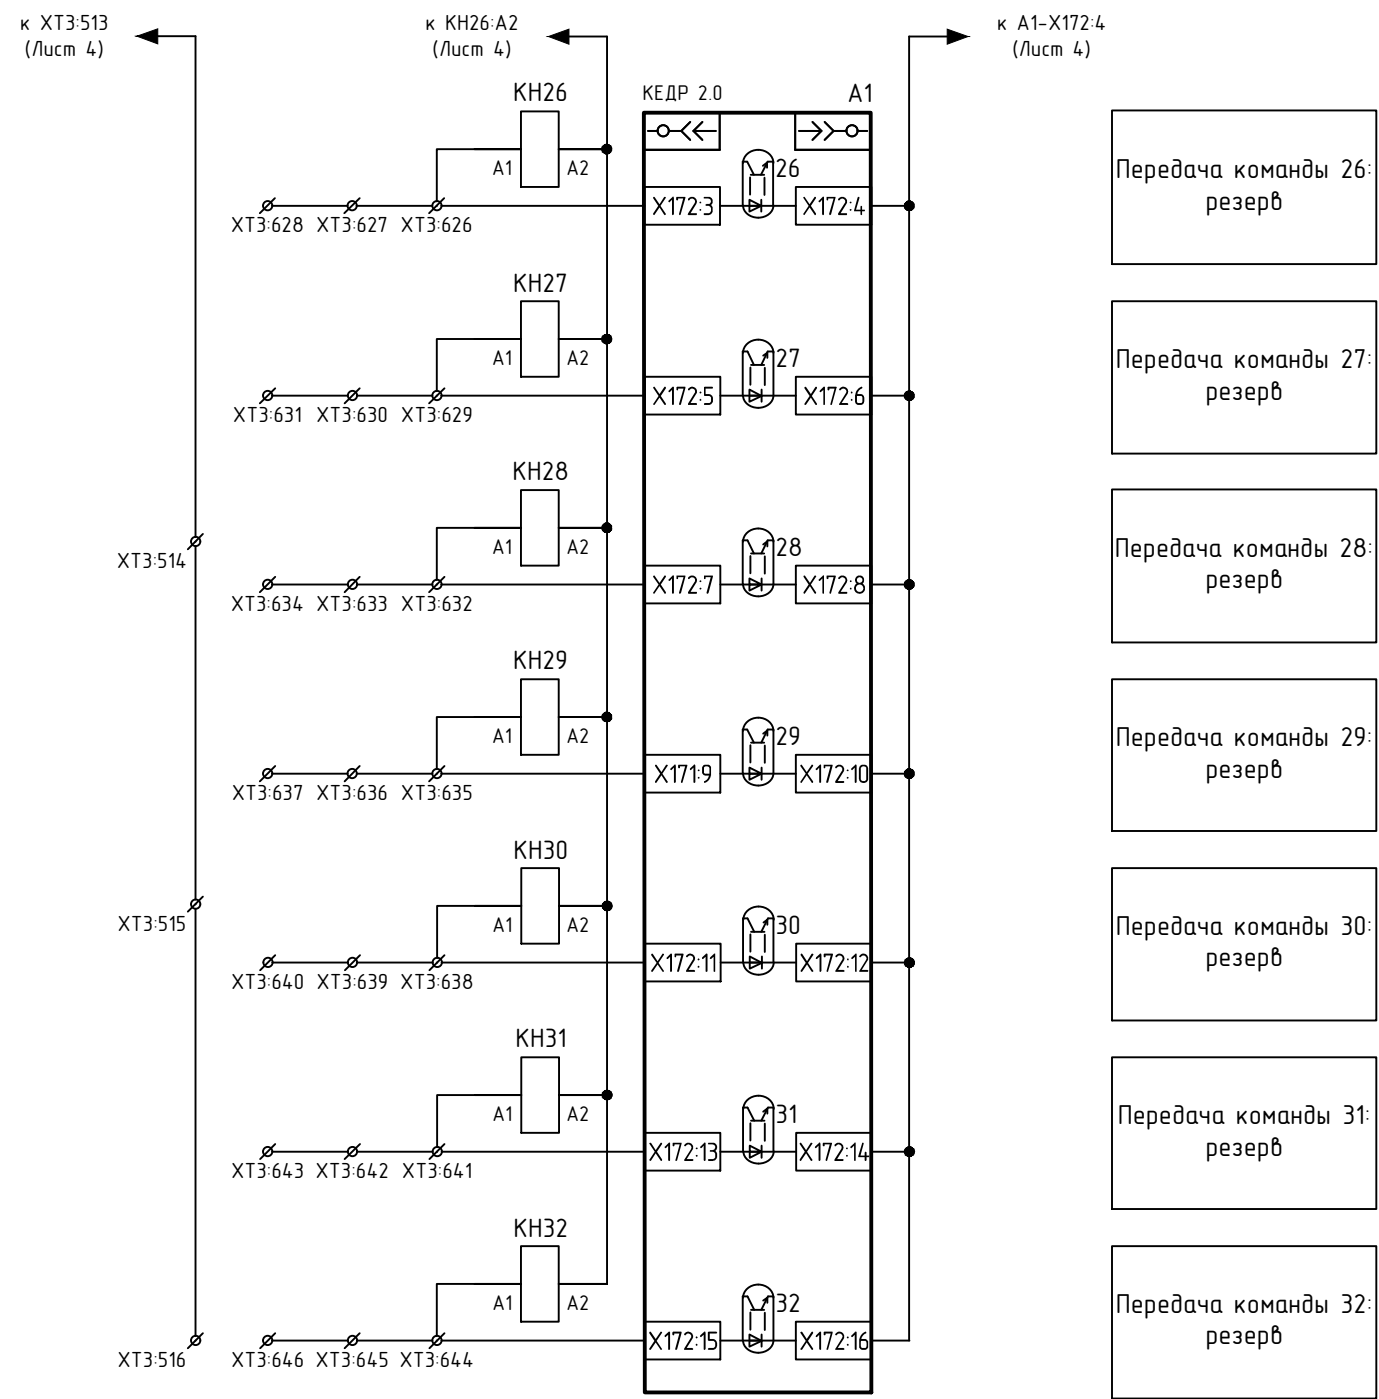 к XT3:513
(Лист 4)
к KH26:A2
(Лист 4)
к A1-X172:4
(Лист 4)
КЕДР 2.0
A1
KH26
A1
A2
26
X172:3
X172:4
XT3:628
XT3:627
XT3:626
Передача команды 26:
резерв
KH27
A1
A2
27
X172:5
X172:6
XT3:631
XT3:630
XT3:629
Передача команды 27:
резерв
KH28
A1
A2
28
XT3:514
X172:7
X172:8
XT3:634
XT3:633
XT3:632
Передача команды 28:
резерв
KH29
A1
A2
29
X171:9
X172:10
XT3:637
XT3:636
XT3:635
Передача команды 29:
резерв
KH30
A1
A2
30
XT3:515
X172:11
X172:12
XT3:640
XT3:639
XT3:638
Передача команды 30:
резерв
KH31
A1
A2
31
X172:13
X172:14
XT3:643
XT3:642
XT3:641
Передача команды 31:
резерв
KH32
A1
A2
32
X172:15
X172:16
XT3:516
XT3:646
XT3:645
XT3:644
Передача команды 32:
резерв